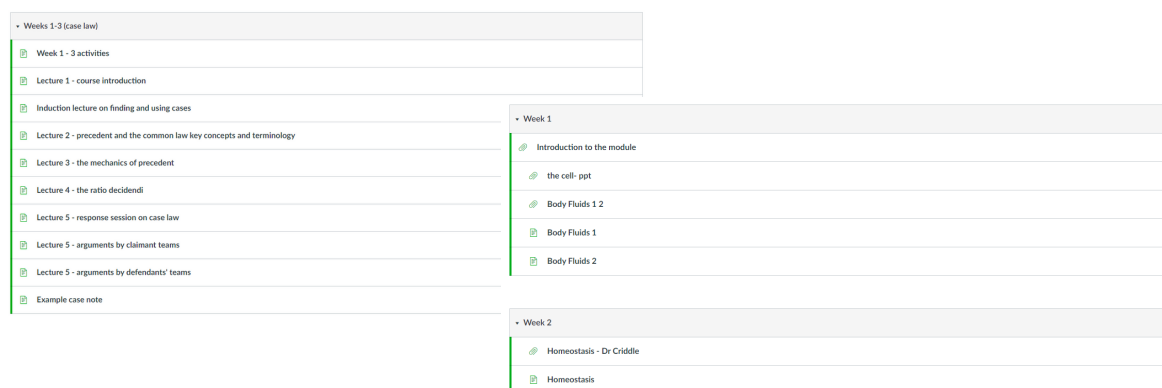 Weeks 1-3 (case law)
Week 1 - 3 activities
Lecture 1 - course introduction
Induction lecture on finding and using cases
Lecture 2 - precedent and the common law key concepts and terminology
Lecture 3 - the mechanics of precedent
Lecture 4 - the ratio decidendi
Lecture 5 - response session on case law
Lecture 5 - arguments by claimant teams
Lecture 5 - arguments by defendants' teams
Example case note
Week 1
Introduction to the module
the cell- ppt
Body Fluids 1 2
Body Fluids 1
Body Fluids 2
Week 2
Homeostasis - Dr Criddle
Homeostasis